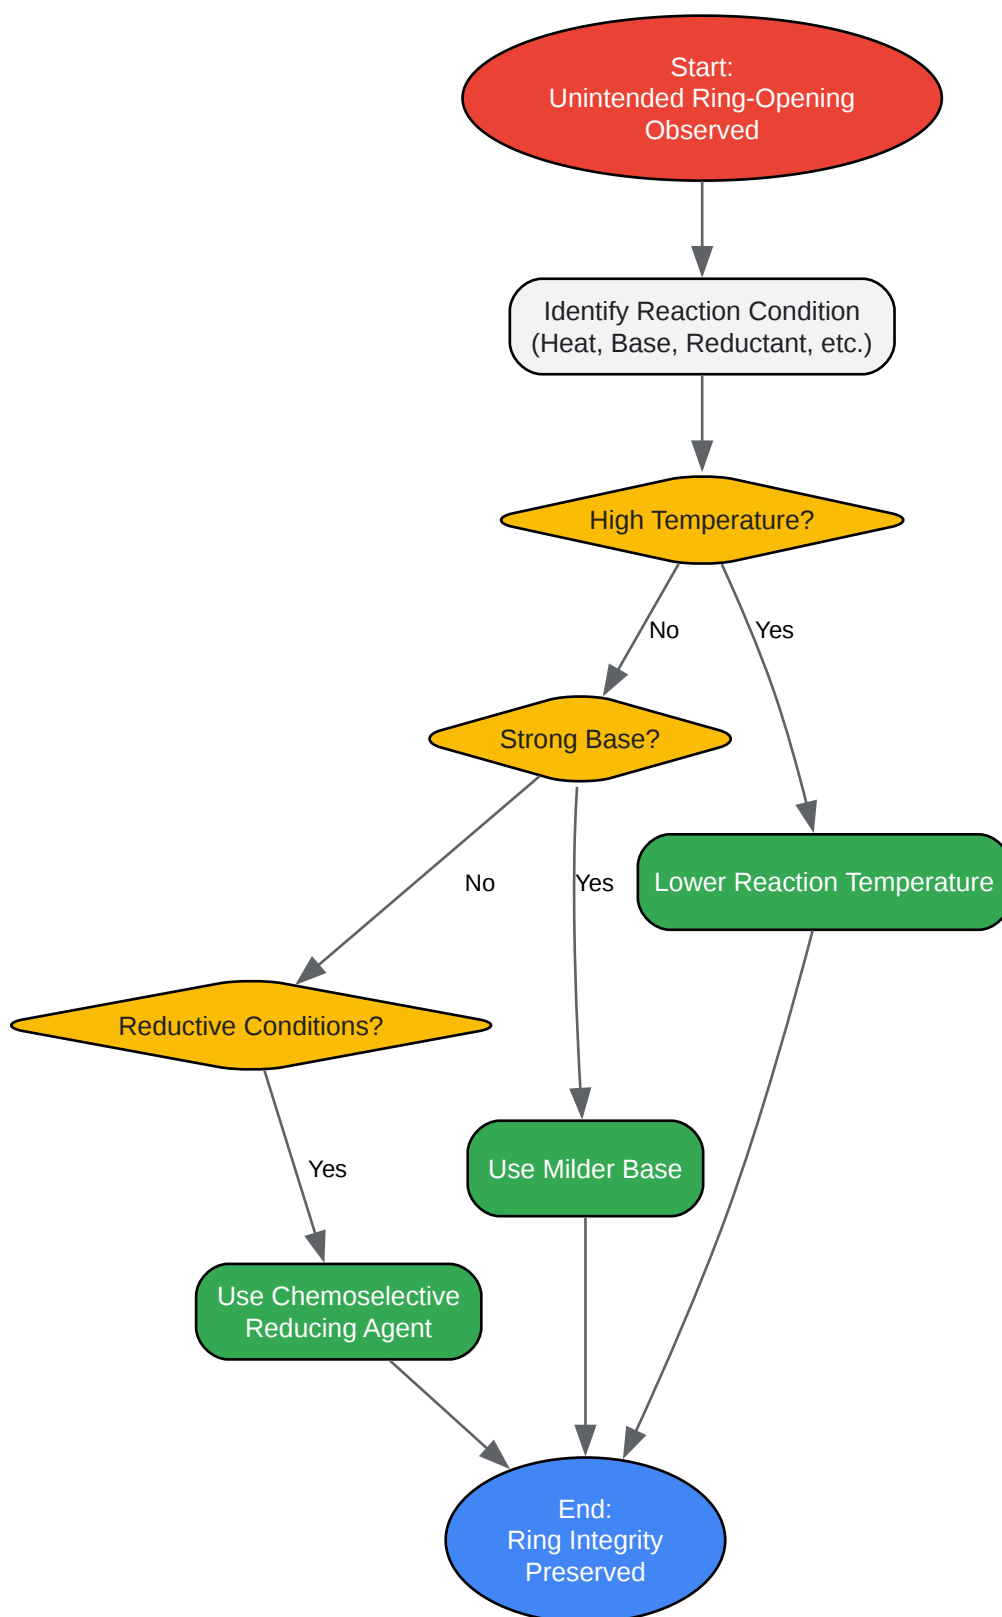 Start:
Unintended Ring-Opening
Observed
Identify Reaction Condition
(Heat, Base, Reductant, etc.)
High Temperature?
No
Yes
Strong Base?
No
Yes
Lower Reaction Temperature
Reductive Conditions?
Yes
Use Milder Base
Use Chemoselective
Reducing Agent
End:
Ring Integrity
Preserved